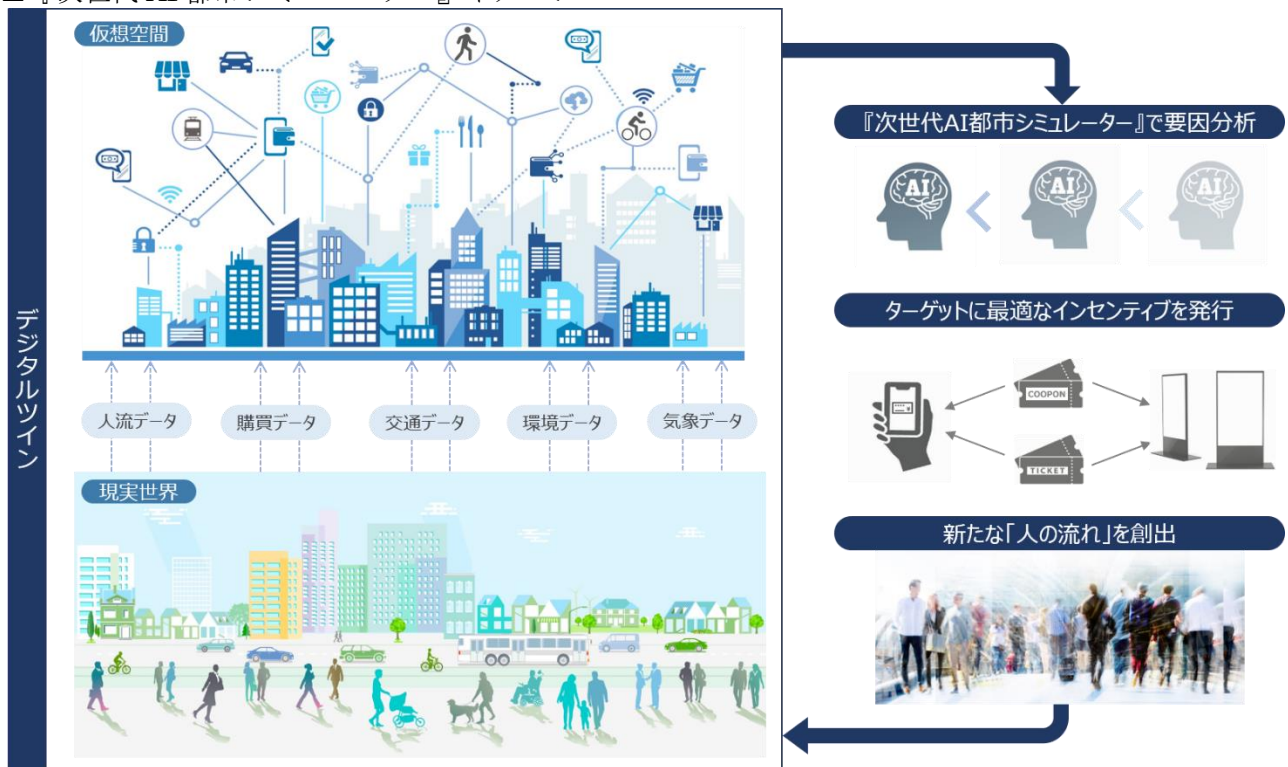 仮想空間
デジタルツイン
人流データ
購買データ
交通データ
環境データ
気象データ
現実世界
『次世代AI都市シミュレーター』で要因分析
AI
AI
AI
ターゲットに最適なインセンティブを発行
COOPON
TICKET
新たな「人の流れ」を創出